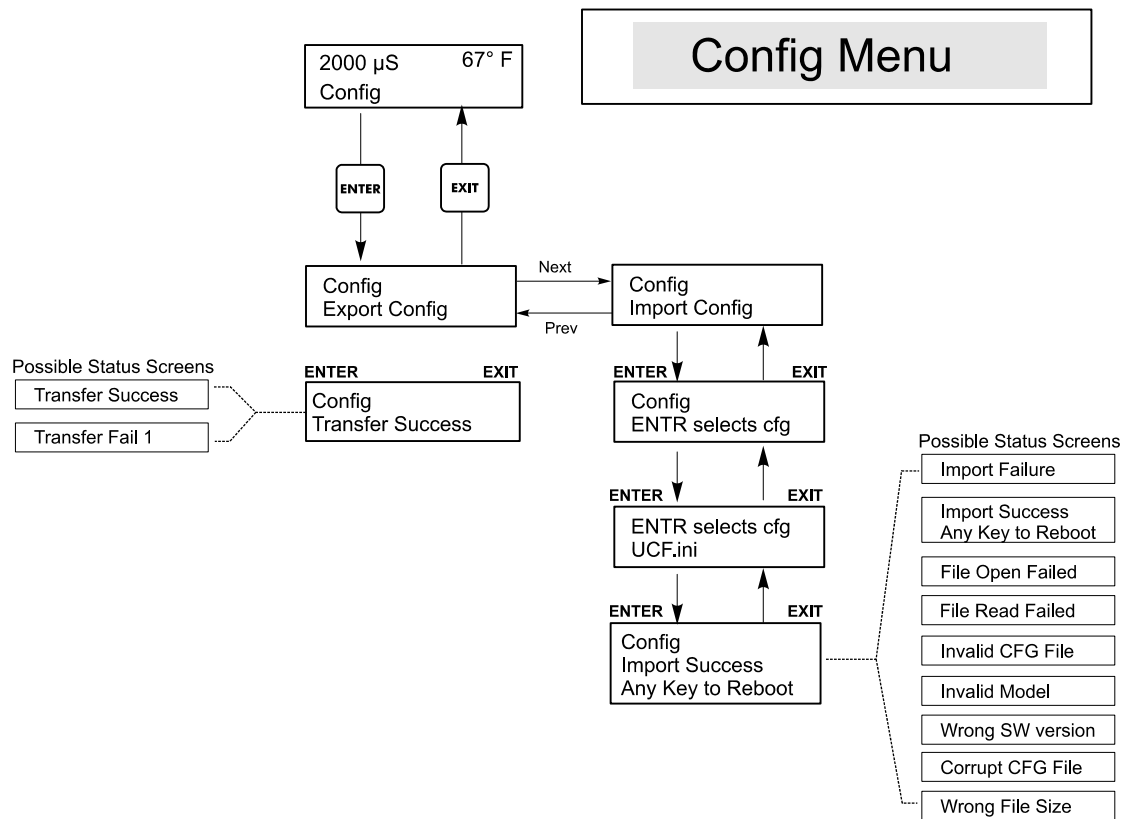 Config Menu
2000 µS 67° F
Config
ENTER
EXIT
Config
Export Config
Next
Prev
Config
Import Config
Possible Status Screens
Transfer Success
Transfer Fail 1
ENTER EXIT
Config
Transfer Success
ENTER EXIT
Config
ENTR selects cfg
ENTER EXIT
ENTR selects cfg
UCF.ini
ENTER EXIT
Config
Import Success
Any Key to Reboot
Possible Status Screens
Import Failure
Import Success
Any Key to Reboot
File Open Failed
File Read Failed
Invalid CFG File
Invalid Model
Wrong SW version
Corrupt CFG File
Wrong File Size